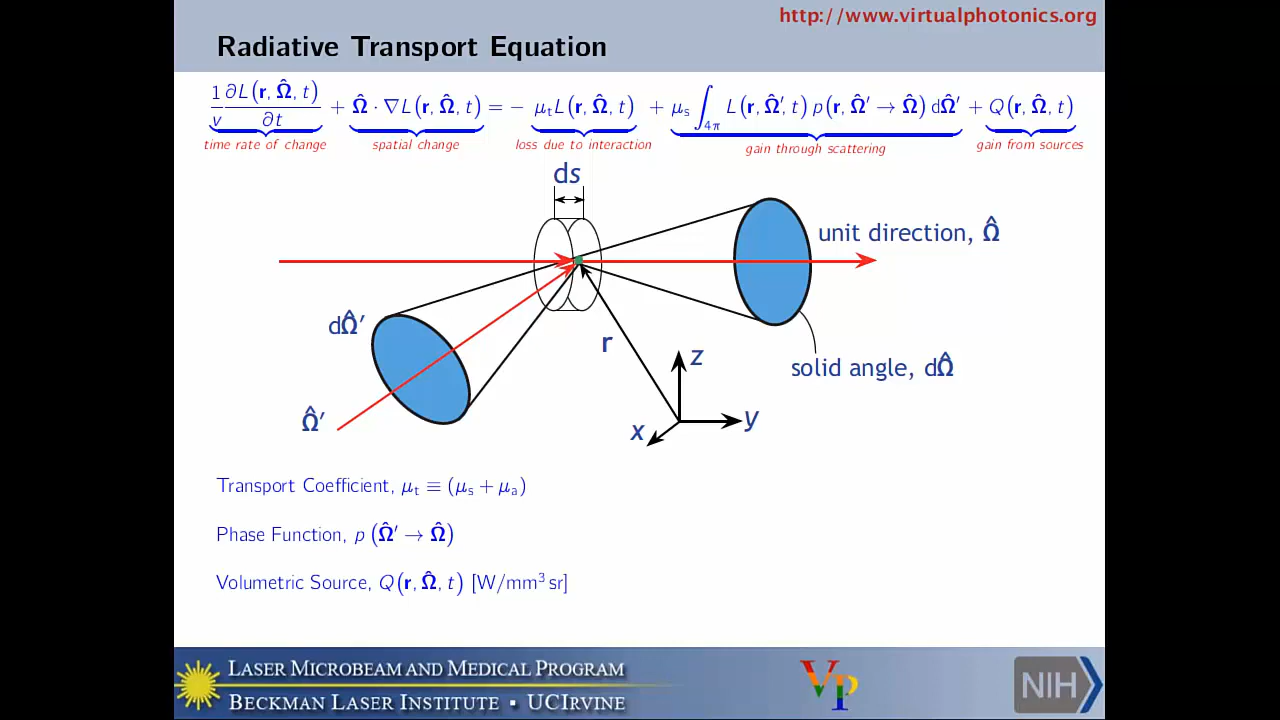 http://www.virtualphotonics.org
Radiative Transport Equation
1/v ∂L(r, Ω̂, t)/∂t + Ω̂ · ∇L(r, Ω̂, t) = − μₜL(r, Ω̂, t) + μₛ ∫₄π L(r, Ω̂′, t) p(r, Ω̂′ → Ω̂) dΩ̂′ + Q(r, Ω̂, t)
time rate of change spatial change loss due to interaction gain through scattering gain from sources
ds
unit direction, Ω̂
dΩ̂′
r
z
solid angle, dΩ̂
Ω̂′
x
y
Transport Coefficient, μₜ ≡ (μₛ + μₐ)
Phase Function, p (Ω̂′ → Ω̂)
Volumetric Source, Q(r, Ω̂, t) [W/mm³ sr]
LASER MICROBEAM AND MEDICAL PROGRAM
BECKMAN LASER INSTITUTE ▪ UCIRVINE
VP
NIH